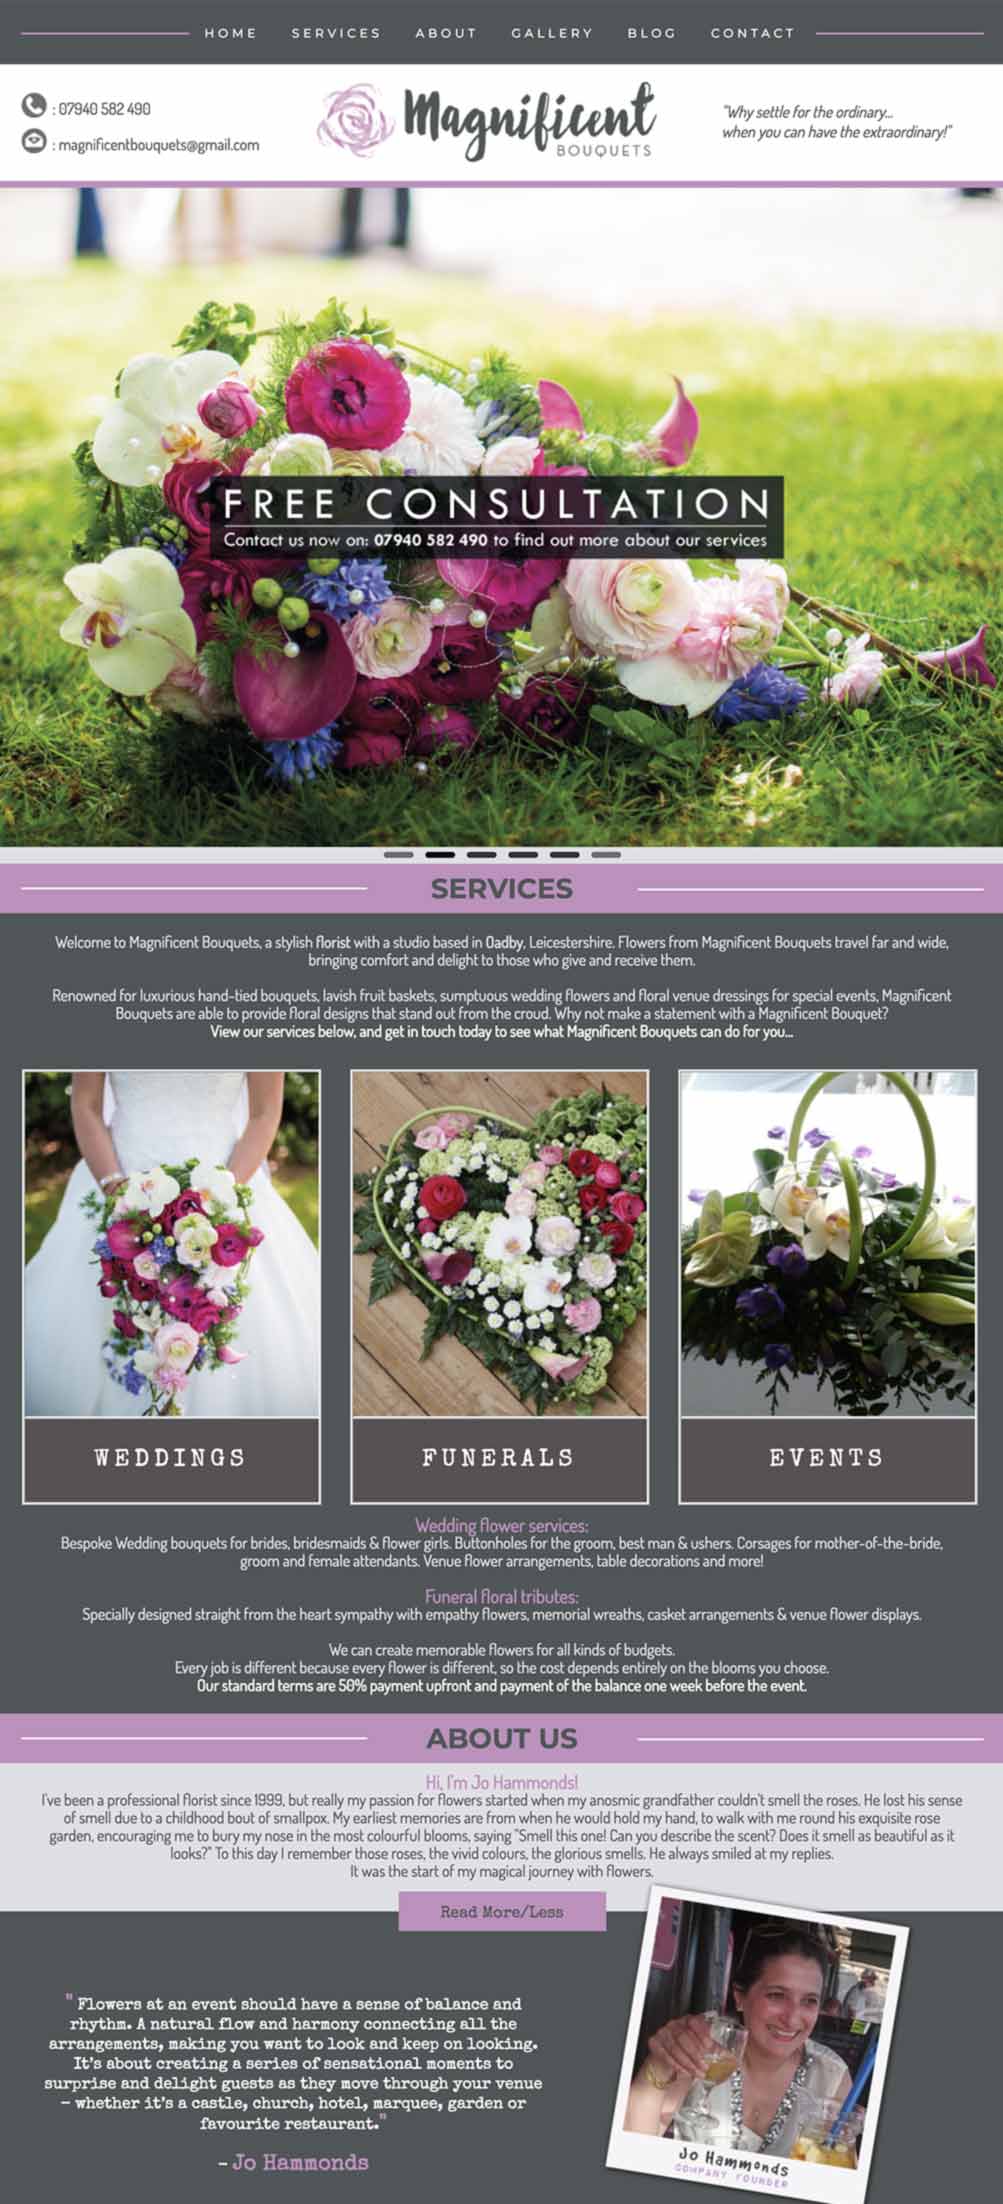 HOME SERVICES ABOUT GALLERY BLOG CONTACT
: 07940 582 490
: magnificentbouquets@gmail.com
Magnificent
BOUQUETS
"Why settle for the ordinary...
when you can have the extraordinary!"
FREE CONSULTATION
Contact us now on: 07940 582 490 to find out more about our services
SERVICES
Welcome to Magnificent Bouquets, a stylish florist with a studio based in Oadby, Leicestershire. Flowers from Magnificent Bouquets travel far and wide,
bringing comfort and delight to those who give and receive them.
Renowned for luxurious hand-tied bouquets, lavish fruit baskets, sumptuous wedding flowers and floral venue dressings for special events, Magnificent
Bouquets are able to provide floral designs that stand out from the croud. Why not make a statement with a Magnificent Bouquet?
View our services below, and get in touch today to see what Magnificent Bouquets can do for you...
WEDDINGS
FUNERALS
EVENTS
Wedding flower services:
Bespoke Wedding bouquets for brides, bridesmaids & flower girls. Buttonholes for the groom, best man & ushers. Corsages for mother-of-the-bride,
groom and female attendants. Venue flower arrangements, table decorations and more!
Funeral floral tributes:
Specially designed straight from the heart sympathy with empathy flowers, memorial wreaths, casket arrangements & venue flower displays.
We can create memorable flowers for all kinds of budgets.
Every job is different because every flower is different, so the cost depends entirely on the blooms you choose.
Our standard terms are 50% payment upfront and payment of the balance one week before the event.
ABOUT US
Hi, I'm Jo Hammonds!
I've been a professional florist since 1999, but really my passion for flowers started when my anosmic grandfather couldn't smell the roses. He lost his sense
of smell due to a childhood bout of smallpox. My earliest memories are from when he would hold my hand, to walk with me round his exquisite rose
garden, encouraging me to bury my nose in the most colourful blooms, saying "Smell this one! Can you describe the scent? Does it smell as beautiful as it
looks?" To this day I remember those roses, the vivid colours, the glorious smells. He always smiled at my replies.
It was the start of my magical journey with flowers.
Read More/Less
" Flowers at an event should have a sense of balance and
rhythm. A natural flow and harmony connecting all the
arrangements, making you want to look and keep on looking.
It's about creating a series of sensational moments to
surprise and delight guests as they move through your venue
– whether it's a castle, church, hotel, marquee, garden or
favourite restaurant."
– Jo Hammonds
Jo Hammonds
COMPANY FOUNDER